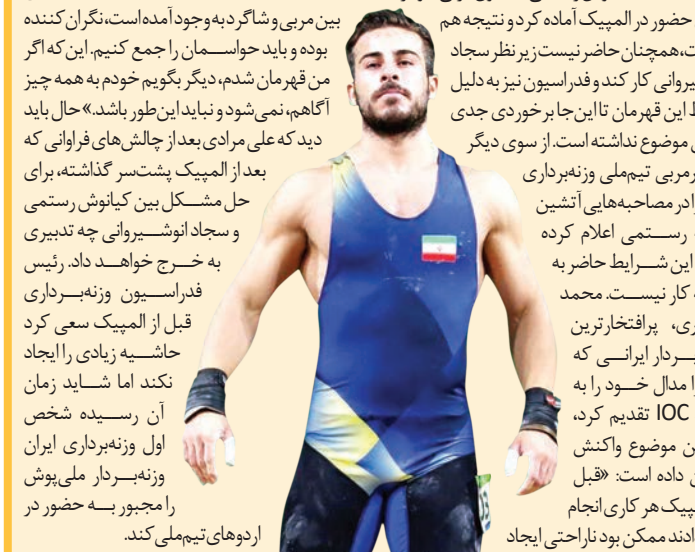 حضور در المپیک آماده کرد و نتیجه هم
ت، همچنان حاضر نیست زیر نظر سجاد
یروانی کار کند و فدراسیون نیز به دلیل
ط این قهرمان تا این‌جا برخوردی جدی
موضوع نداشته است. از سوی دیگر
رمربی تیم‌ملی وزنه‌برداری
ا در مصاحبه‌هایی آتشین
رستمی اعلام کرده
این شرایط حاضر به
کار نیست. محمد
ری، پرافتخارترین
ـردار ایرانی که
ا مدال خود را به
IOC تقدیم کرد،
ن موضوع واکنش
داده است: «قبل
مپیک هر کاری انجام
ادند ممکن بود ناراحتی ایجاد
بین مربی و شاگرد به وجود آمده است، نگران کننده
بوده و باید حواسمان را جمع کنیم. این که اگر
من قهرمان شدم، دیگر بگویم خودم به همه چیز
آگاهم، نمی‌شود و نباید این‌طور باشد.» حال باید
دید که علی مرادی بعد از چالش‌های فراوانی که
بعد از المپیک پشت‌سر گذاشته، برای
حل مشکل بین کیانوش رستمی
و سجاد انوشیروانی چه تدبیری
به خرج خواهد داد. رئیس
فدراسیون وزنه‌برداری
قبل از المپیک سعی کرد
حاشیه زیادی را ایجاد
نکند اما شاید زمان
آن رسیده شخص
اول وزنه‌برداری ایران
وزنه‌بردار ملی‌پوش
را مجبور به حضور در
اردوهای تیم‌ملی کند.